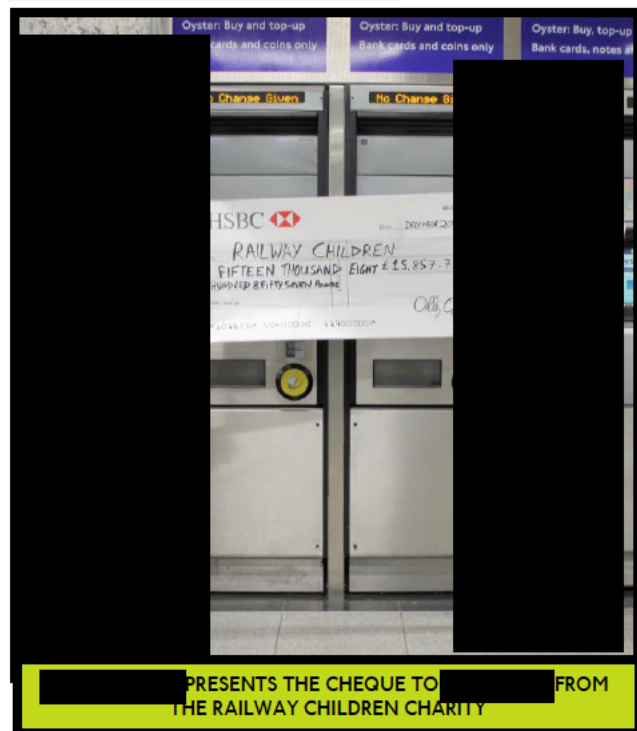 Oyster: Buy and top-up
cards and coins only
Oyster: Buy and top-up
Bank cards and coins only
Oyster: Buy, top-up
Bank cards, notes
Change Given
No Change
HSBC
DECEMBER
RAILWAY CHILDREN
FIFTEEN THOUSAND EIGHT £15,857.7
HUNDRED & FIFTY SEVEN Pounds
PRESENTS THE CHEQUE TO FROM
THE RAILWAY CHILDREN CHARITY